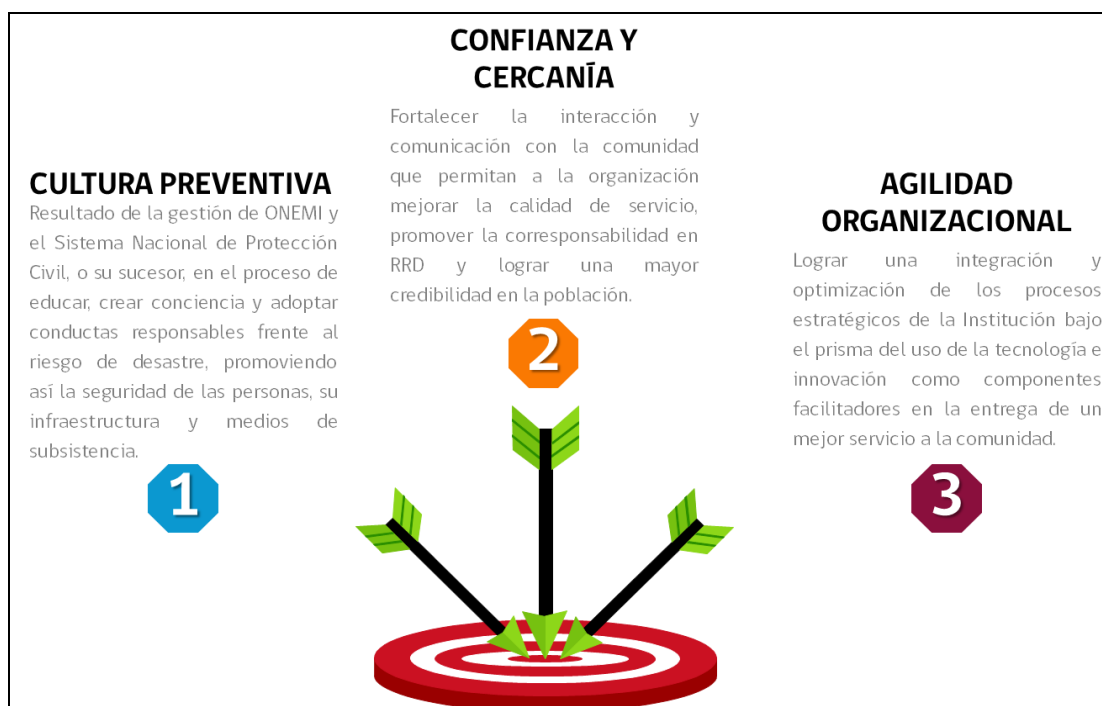 CULTURA PREVENTIVA
Resultado de la gestión de ONEMI y
el Sistema Nacional de Protección
Civil, o su sucesor, en el proceso de
educar, crear conciencia y adoptar
conductas responsables frente al
riesgo de desastre, promoviendo
así la seguridad de las personas, su
infraestructura y medios de
subsistencia.
1
CONFIANZA Y
CERCANÍA
Fortalecer la interacción y
comunicación con la comunidad
que permitan a la organización
mejorar la calidad de servicio,
promover la corresponsabilidad en
RRD y lograr una mayor
credibilidad en la población.
2
AGILIDAD
ORGANIZACIONAL
Lograr una integración y
optimización de los procesos
estratégicos de la Institución bajo
el prisma del uso de la tecnología e
innovación como componentes
facilitadores en la entrega de un
mejor servicio a la comunidad.
3